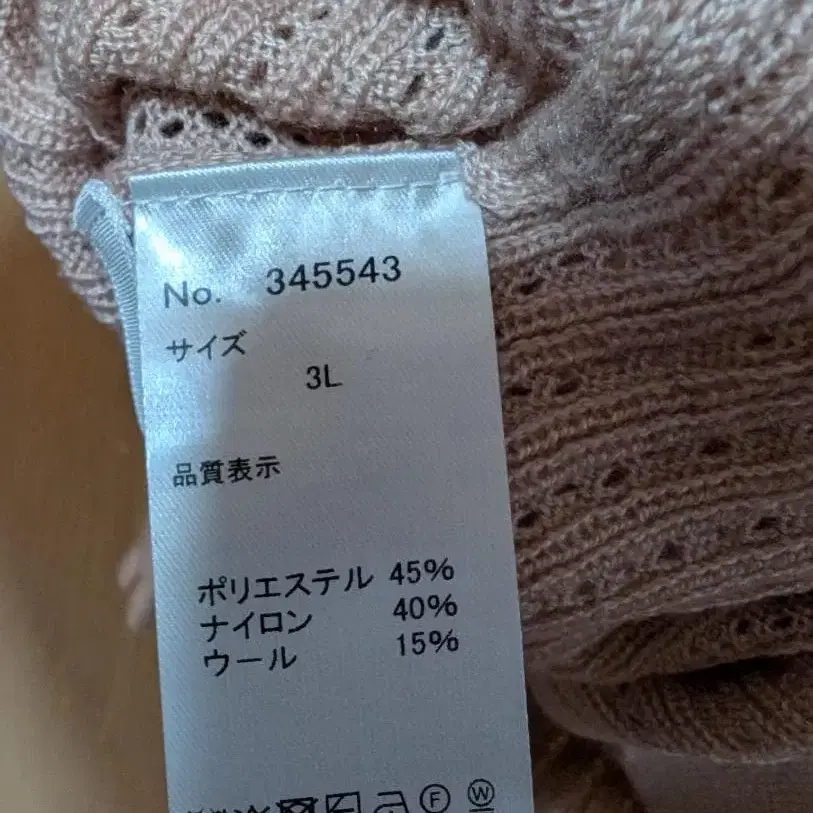 No. 345543
サイズ
3L
品質表示
ポリエステル 45%
ナイロン 40%
ウール 15%
F W